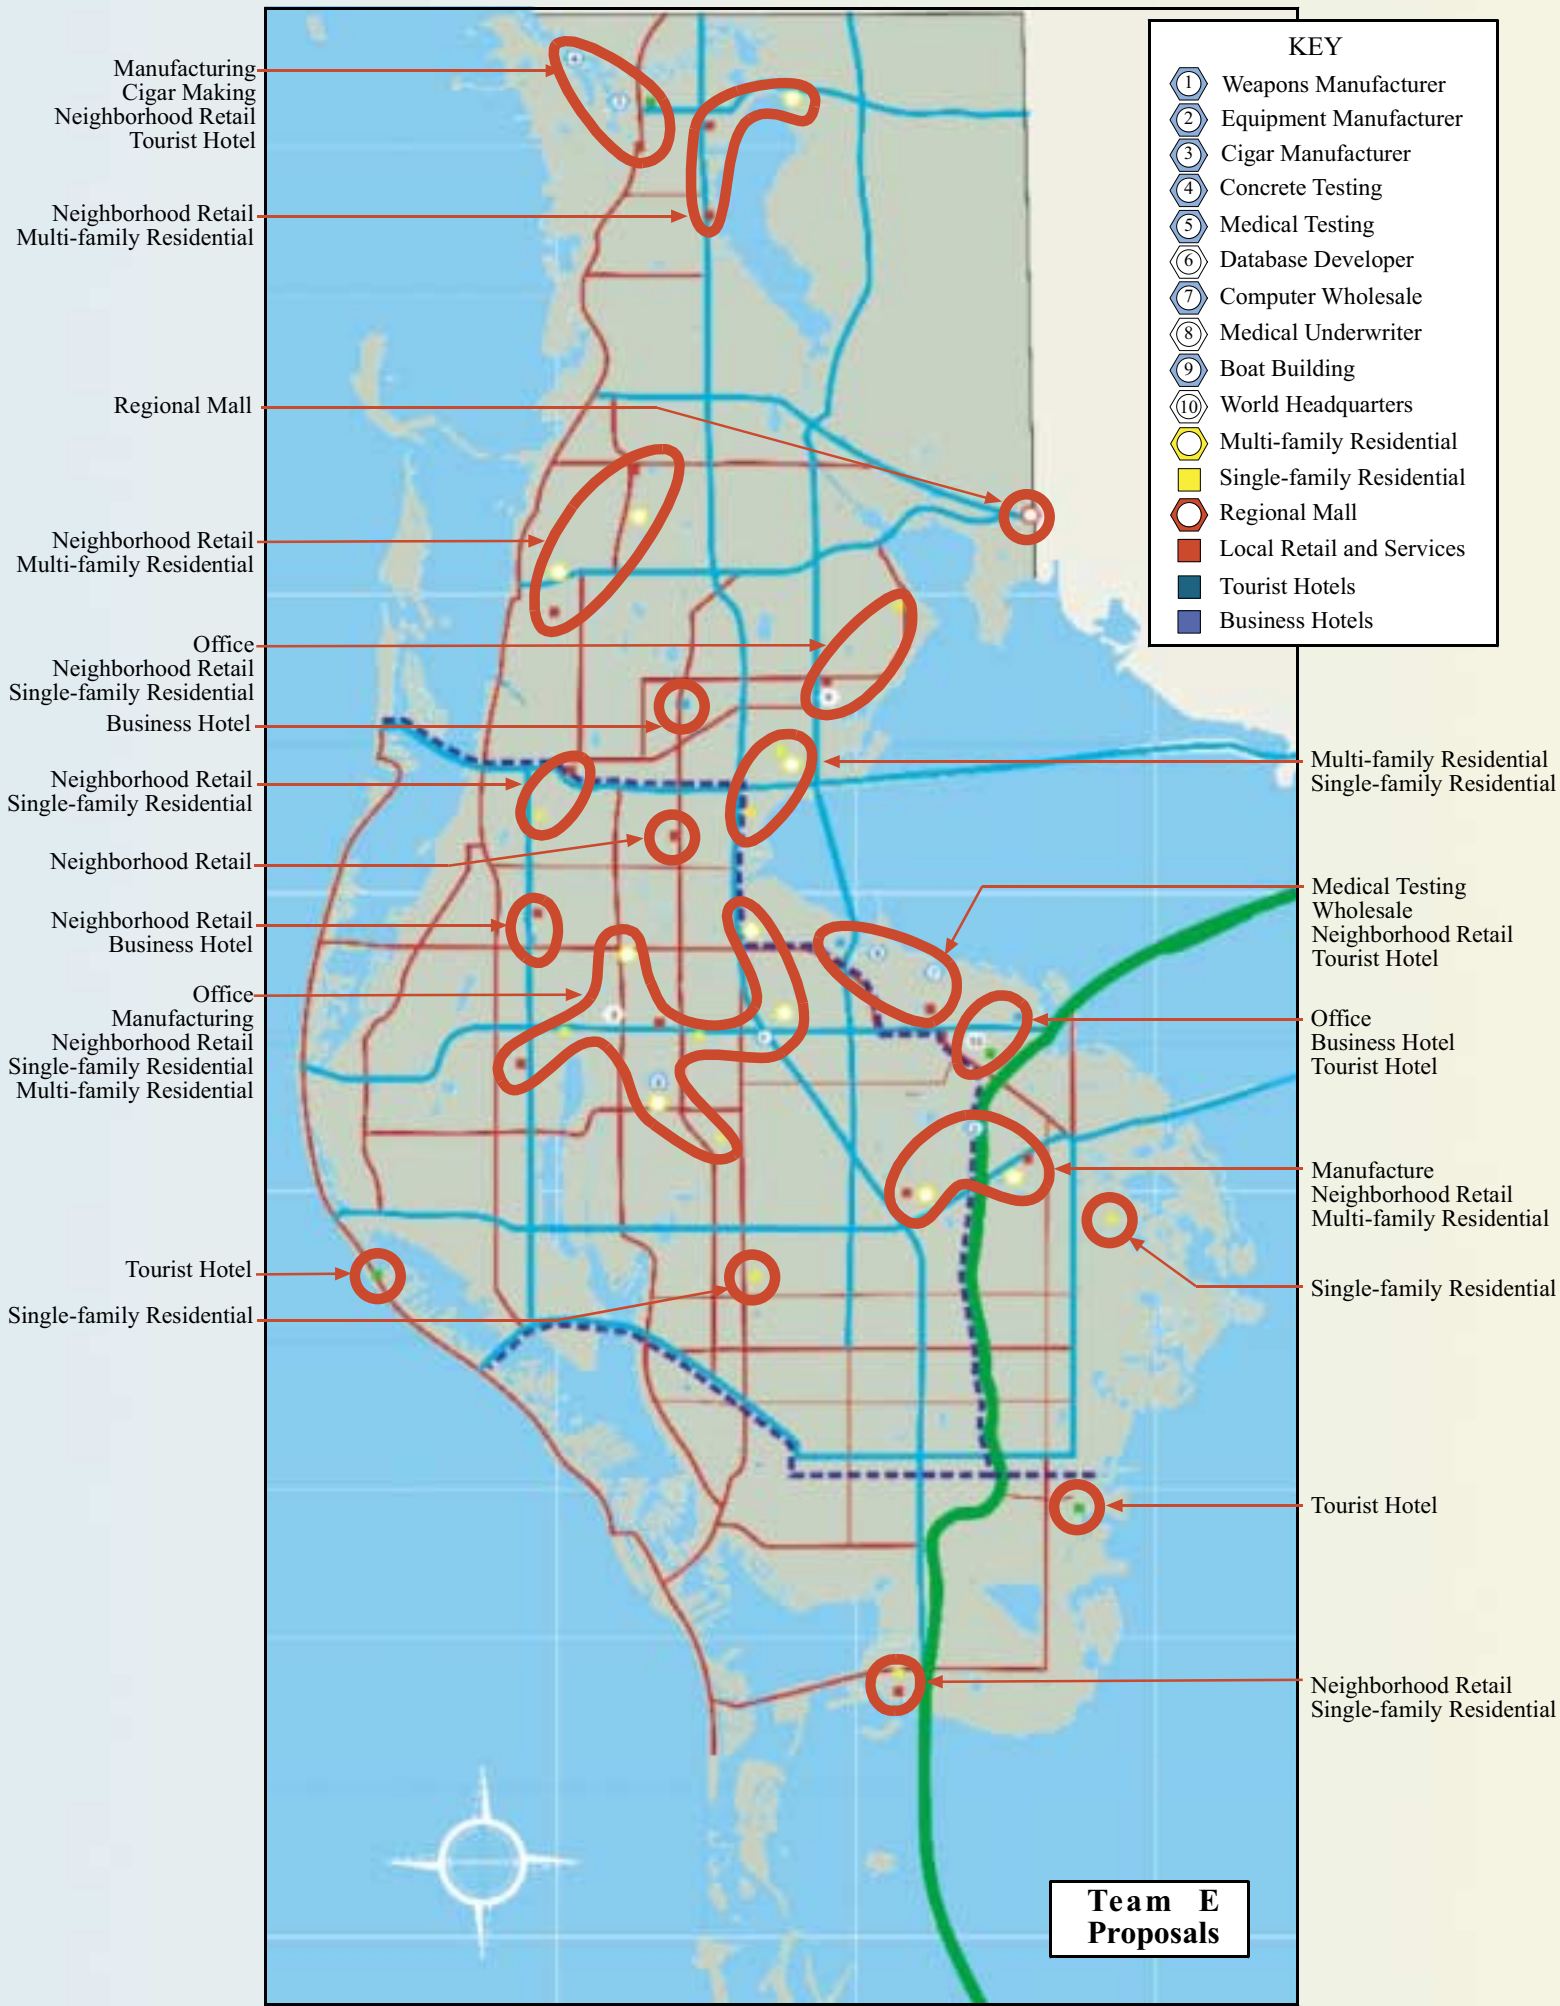 Manufacturing
Cigar Making
Neighborhood Retail
Tourist Hotel
Neighborhood Retail
Multi-family Residential
Regional Mall
Neighborhood Retail
Multi-family Residential
Office
Neighborhood Retail
Single-family Residential
Business Hotel
Neighborhood Retail
Single-family Residential
Neighborhood Retail
Neighborhood Retail
Business Hotel
Office
Manufacturing
Neighborhood Retail
Single-family Residential
Multi-family Residential
Tourist Hotel
Single-family Residential
KEY
1 Weapons Manufacturer
2 Equipment Manufacturer
3 Cigar Manufacturer
4 Concrete Testing
5 Medical Testing
6 Database Developer
7 Computer Wholesale
8 Medical Underwriter
9 Boat Building
10 World Headquarters
Multi-family Residential
Single-family Residential
Regional Mall
Local Retail and Services
Tourist Hotels
Business Hotels
Multi-family Residential
Single-family Residential
Medical Testing
Wholesale
Neighborhood Retail
Tourist Hotel
Office
Business Hotel
Tourist Hotel
Manufacture
Neighborhood Retail
Multi-family Residential
Single-family Residential
Tourist Hotel
Neighborhood Retail
Single-family Residential
Team E
Proposals